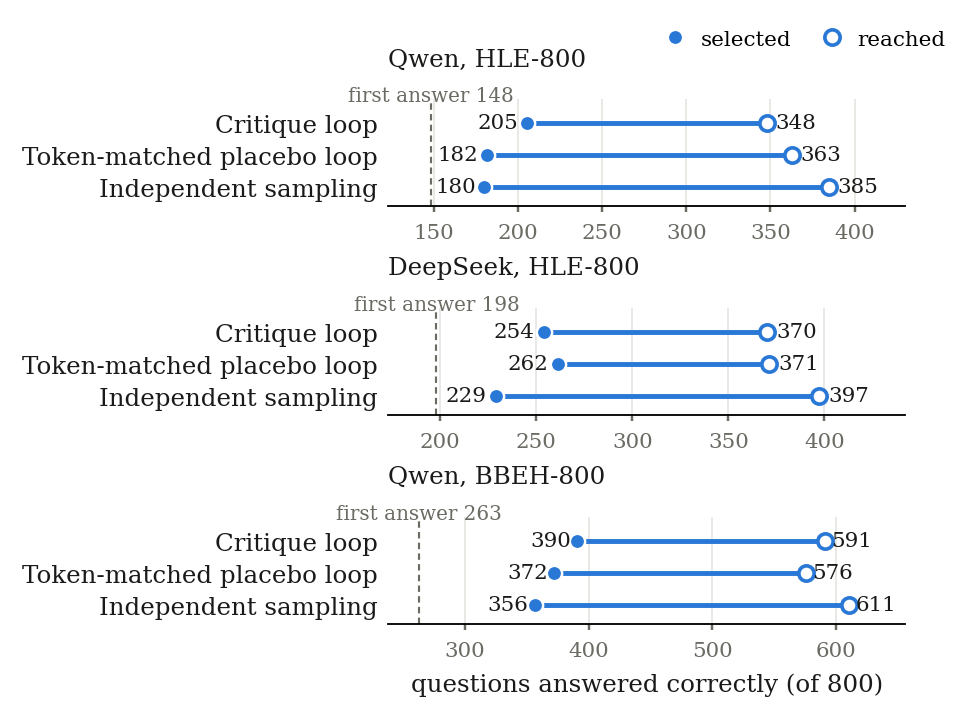 selected reached
Qwen, HLE-800
first answer 148
Critique loop 205 348
Token-matched placebo loop 182 363
Independent sampling 180 385
150 200 250 300 350 400
DeepSeek, HLE-800
first answer 198
Critique loop 254 370
Token-matched placebo loop 262 371
Independent sampling 229 397
200 250 300 350 400
Qwen, BBEH-800
first answer 263
Critique loop 390 591
Token-matched placebo loop 372 576
Independent sampling 356 611
300 400 500 600
questions answered correctly (of 800)